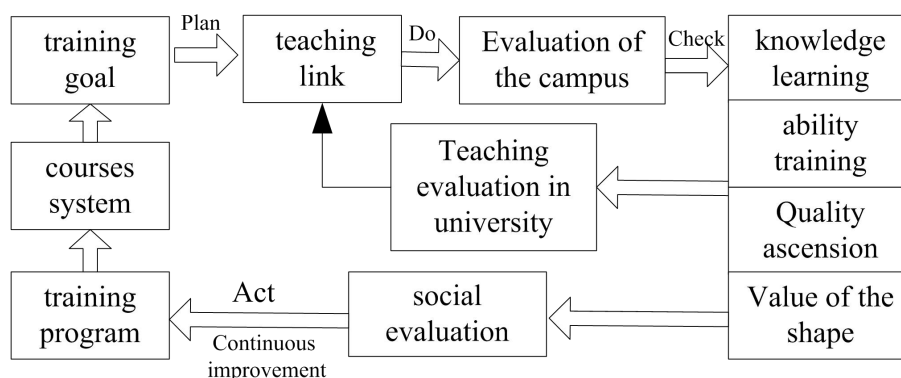 training
goal
Plan
teaching
link
Do
Evaluation of
the campus
Check
knowledge
learning
ability
training
Quality
ascension
Value of the
shape
Teaching
evaluation in
university
courses
system
training
program
Act
Continuous
improvement
social
evaluation